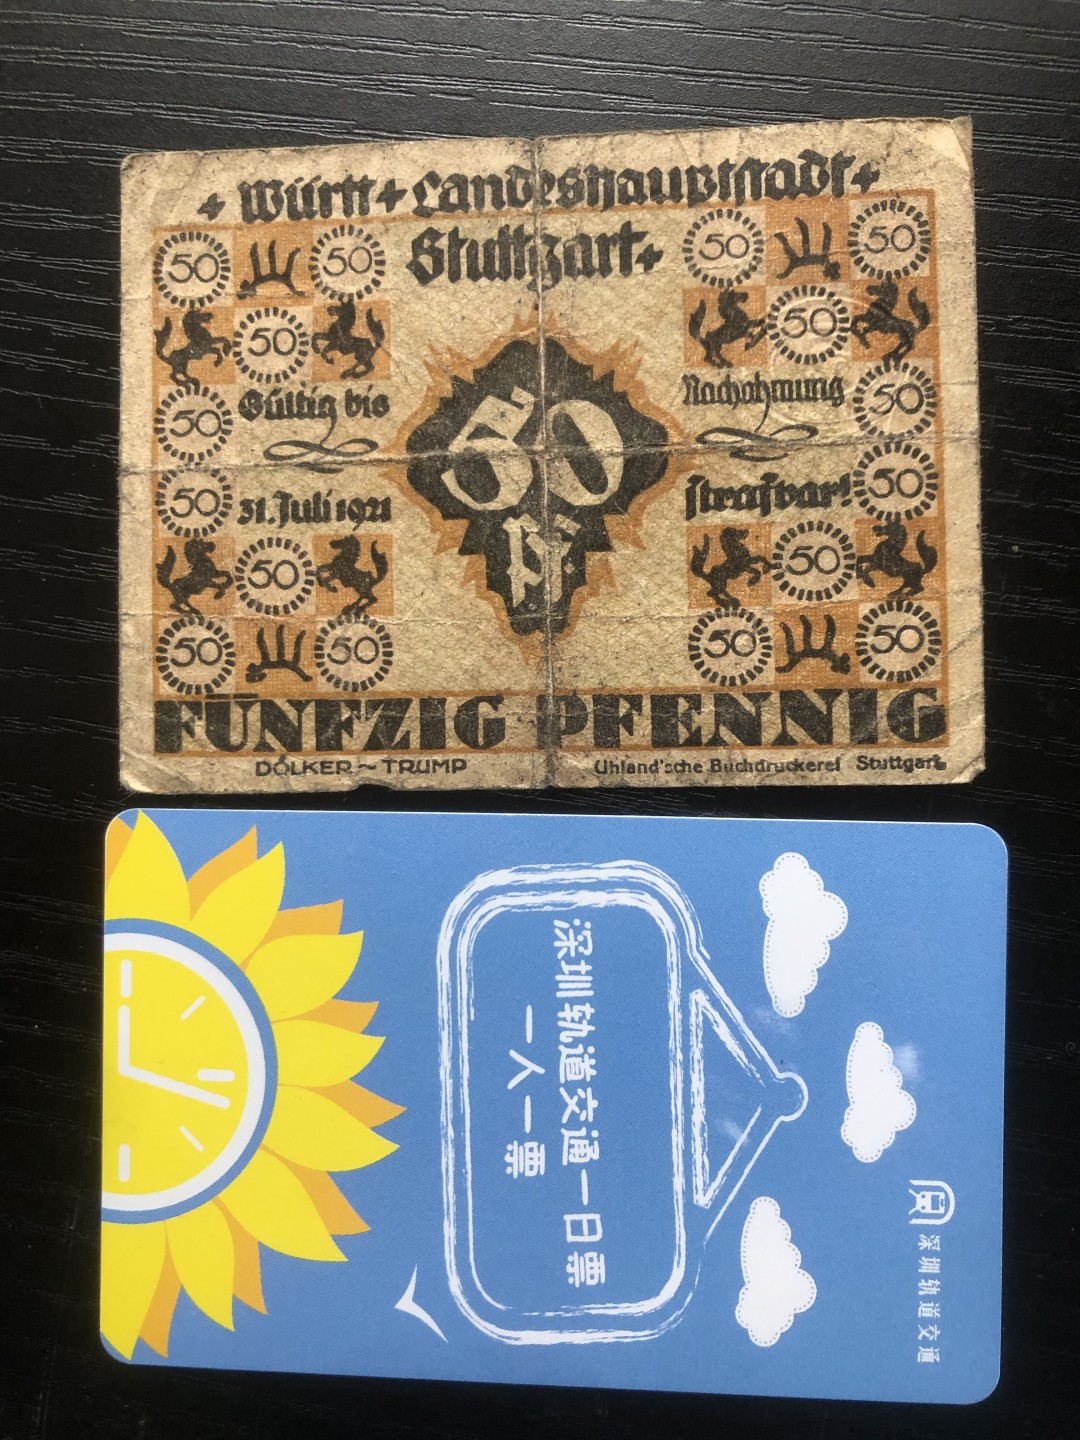 + Württ + Landeshauptstadt +
Stuttgart +
50 50 50 50
50 50
Gültig bis
Nachahmung
50 50
50
₰
31. Juli 1921
strafbar!
50 50
50 50
50 50 50 50
FÜNFZIG PFENNIG
DÖLKER ~ TRUMP
Uhland'sche Buchdruckerei Stuttgart
深圳轨道交通一日票
一人一票
深圳轨道交通